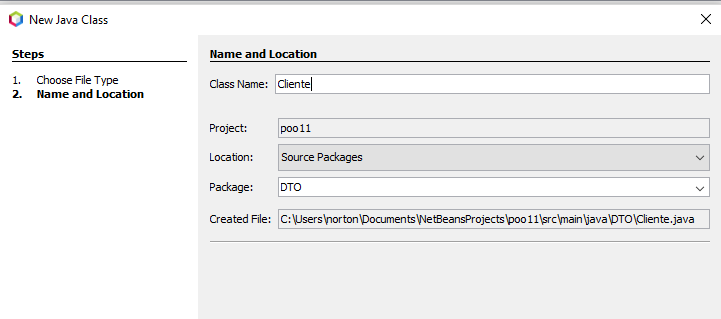 New Java Class
Steps
1. Choose File Type
2. Name and Location
Name and Location
Class Name: Cliente
Project: poo11
Location: Source Packages
Package: DTO
Created File: C:\Users\norton\Documents\NetBeansProjects\poo11\src\main\java\DTO\Cliente.java